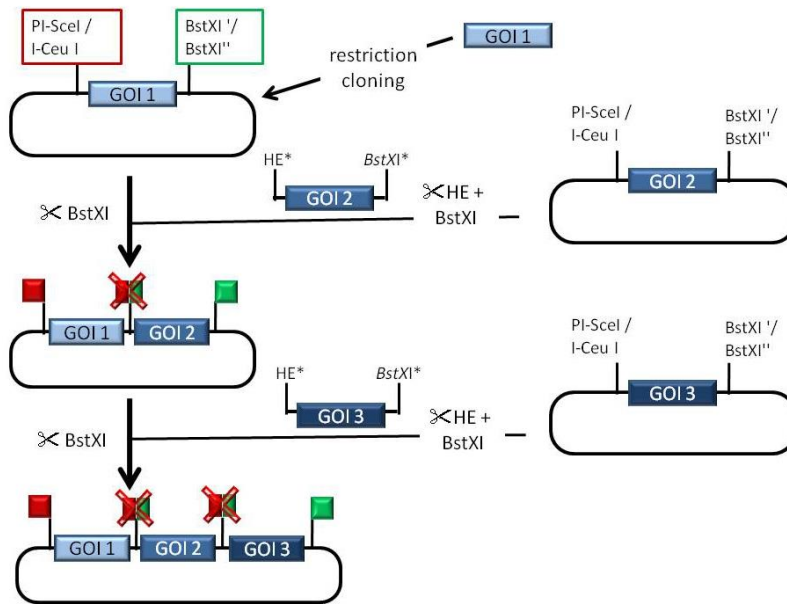 PI-SceI /
I-Ceu I
BstXI '/
BstXI''
GOI 1
restriction
cloning
GOI 1
PI-SceI /
I-Ceu I
BstXI '/
BstXI''
GOI 2
HE*
BstXI*
GOI 2
HE +
BstXI
BstXI
GOI 1
GOI 2
PI-SceI /
I-Ceu I
BstXI '/
BstXI''
GOI 3
HE*
BstXI*
GOI 3
HE +
BstXI
BstXI
GOI 1
GOI 2
GOI 3